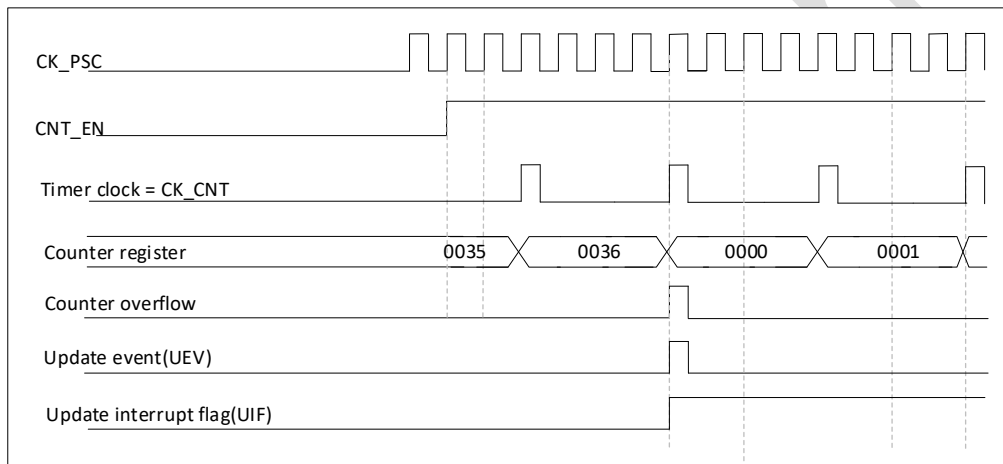 CK_PSC
CNT_EN
Timer clock = CK_CNT
Counter register 0035 0036 0000 0001
Counter overflow
Update event(UEV)
Update interrupt flag(UIF)